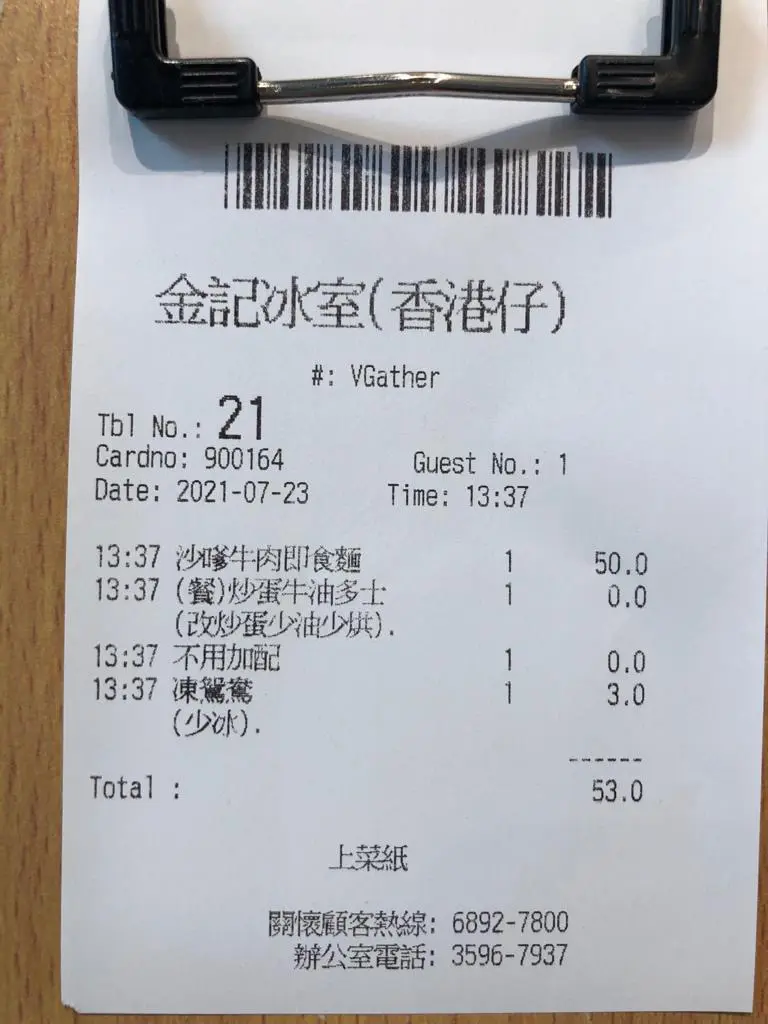 金記冰室(香港仔)
#: VGather
Tbl No.: 21
Cardno: 900164 Guest No.: 1
Date: 2021-07-23 Time: 13:37
13:37 沙嗲牛肉即食麵 1 50.0
13:37 (餐)炒蛋牛油多士 1 0.0
(改炒蛋少油少烘).
13:37 不用加配 1 0.0
13:37 凍鴛鴦 1 3.0
(少冰).
------
Total : 53.0
上菜紙
關懷顧客熱線: 6892-7800
辦公室電話: 3596-7937